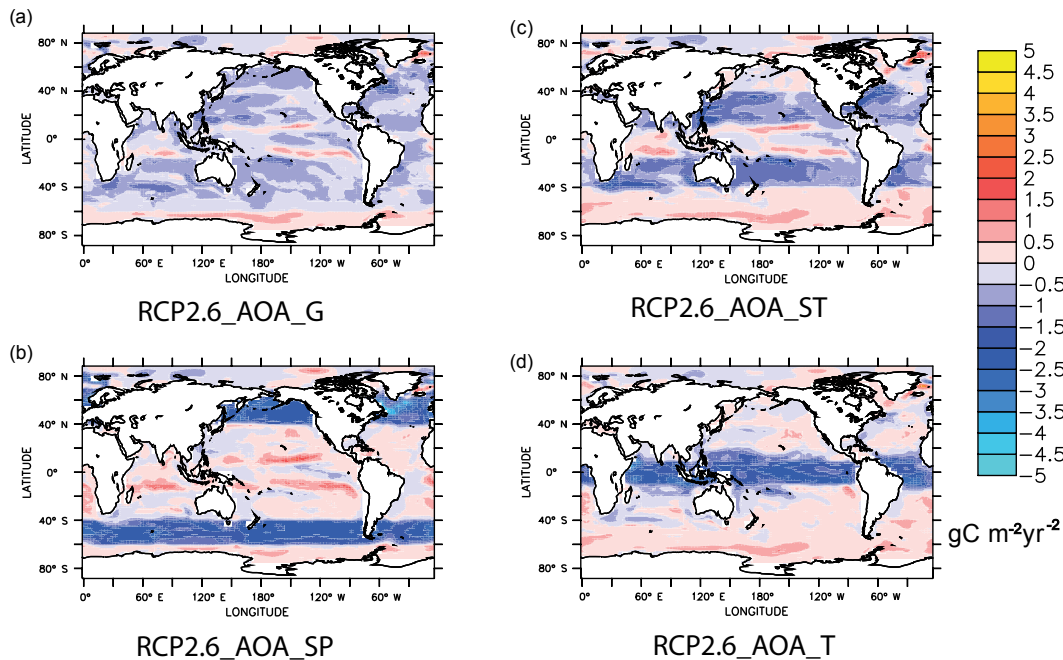 (a)
80° N
40° N
0°
40° S
80° S
LATITUDE
0°
60° E
120° E
180°
120° W
60° W
LONGITUDE
RCP2.6_AOA_G
(c)
80° N
40° N
0°
40° S
80° S
LATITUDE
0°
60° E
120° E
180°
120° W
60° W
LONGITUDE
RCP2.6_AOA_ST
(b)
80° N
40° N
0°
40° S
80° S
LATITUDE
0°
60° E
120° E
180°
120° W
60° W
LONGITUDE
RCP2.6_AOA_SP
(d)
80° N
40° N
0°
40° S
80° S
LATITUDE
0°
60° E
120° E
180°
120° W
60° W
LONGITUDE
RCP2.6_AOA_T
5
4.5
4
3.5
3
2.5
2
1.5
1
0.5
0
−0.5
−1
−1.5
−2
−2.5
−3
−3.5
−4
−4.5
−5
gC m⁻²yr⁻²